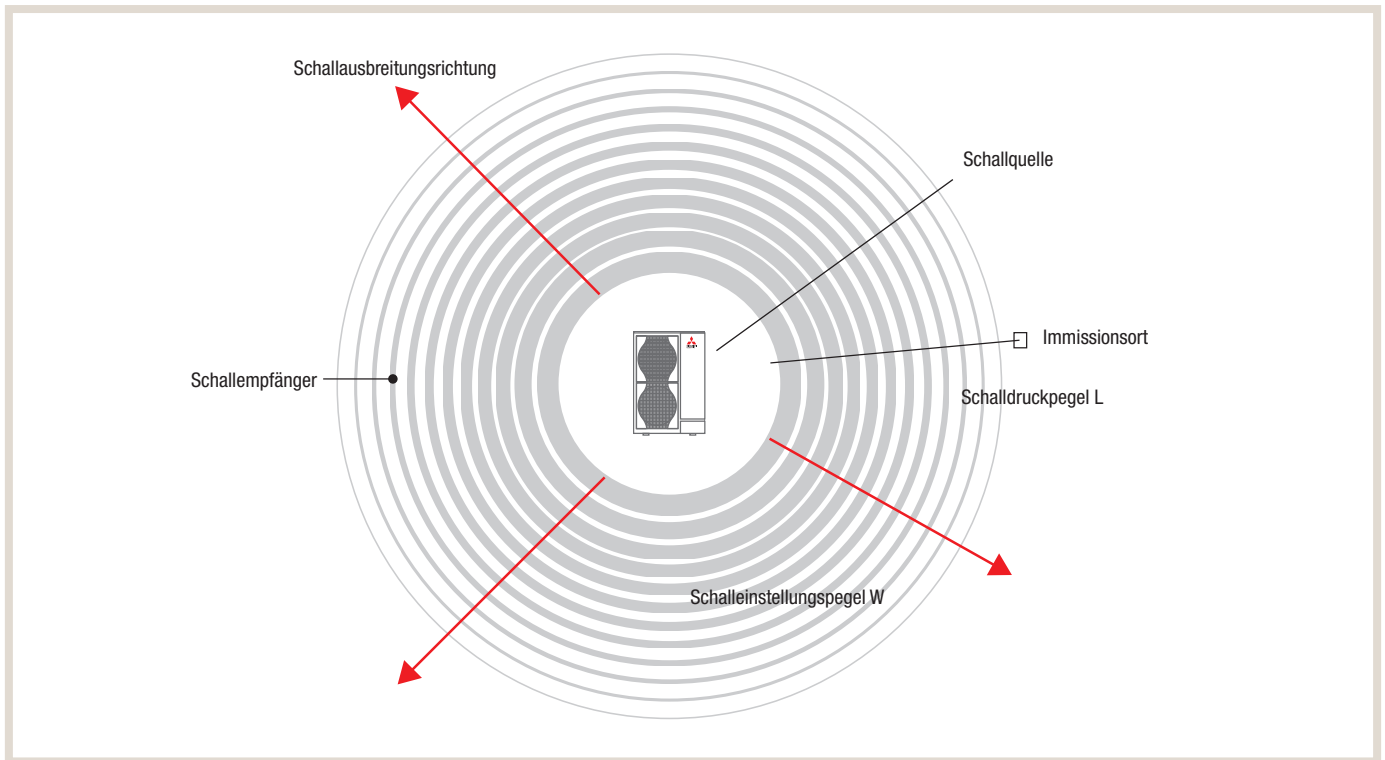 Schallausbreitungsrichtung
Schallquelle
Immissionsort
Schallempfänger
Schalldruckpegel L
Schalleinstellungspegel W